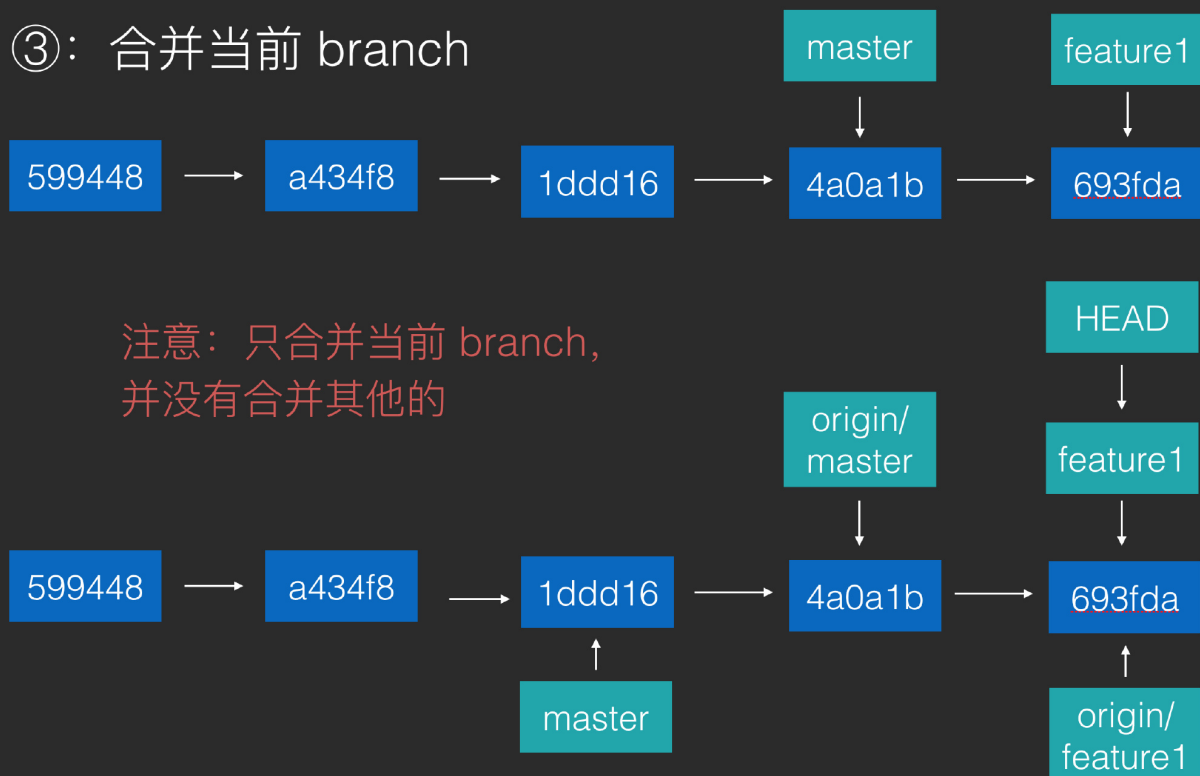 ③：合并当前 branch
master
feature1
599448
a434f8
1ddd16
4a0a1b
693fda
注意：只合并当前 branch，
并没有合并其他的
HEAD
origin/
master
feature1
599448
a434f8
1ddd16
4a0a1b
693fda
master
origin/
feature1